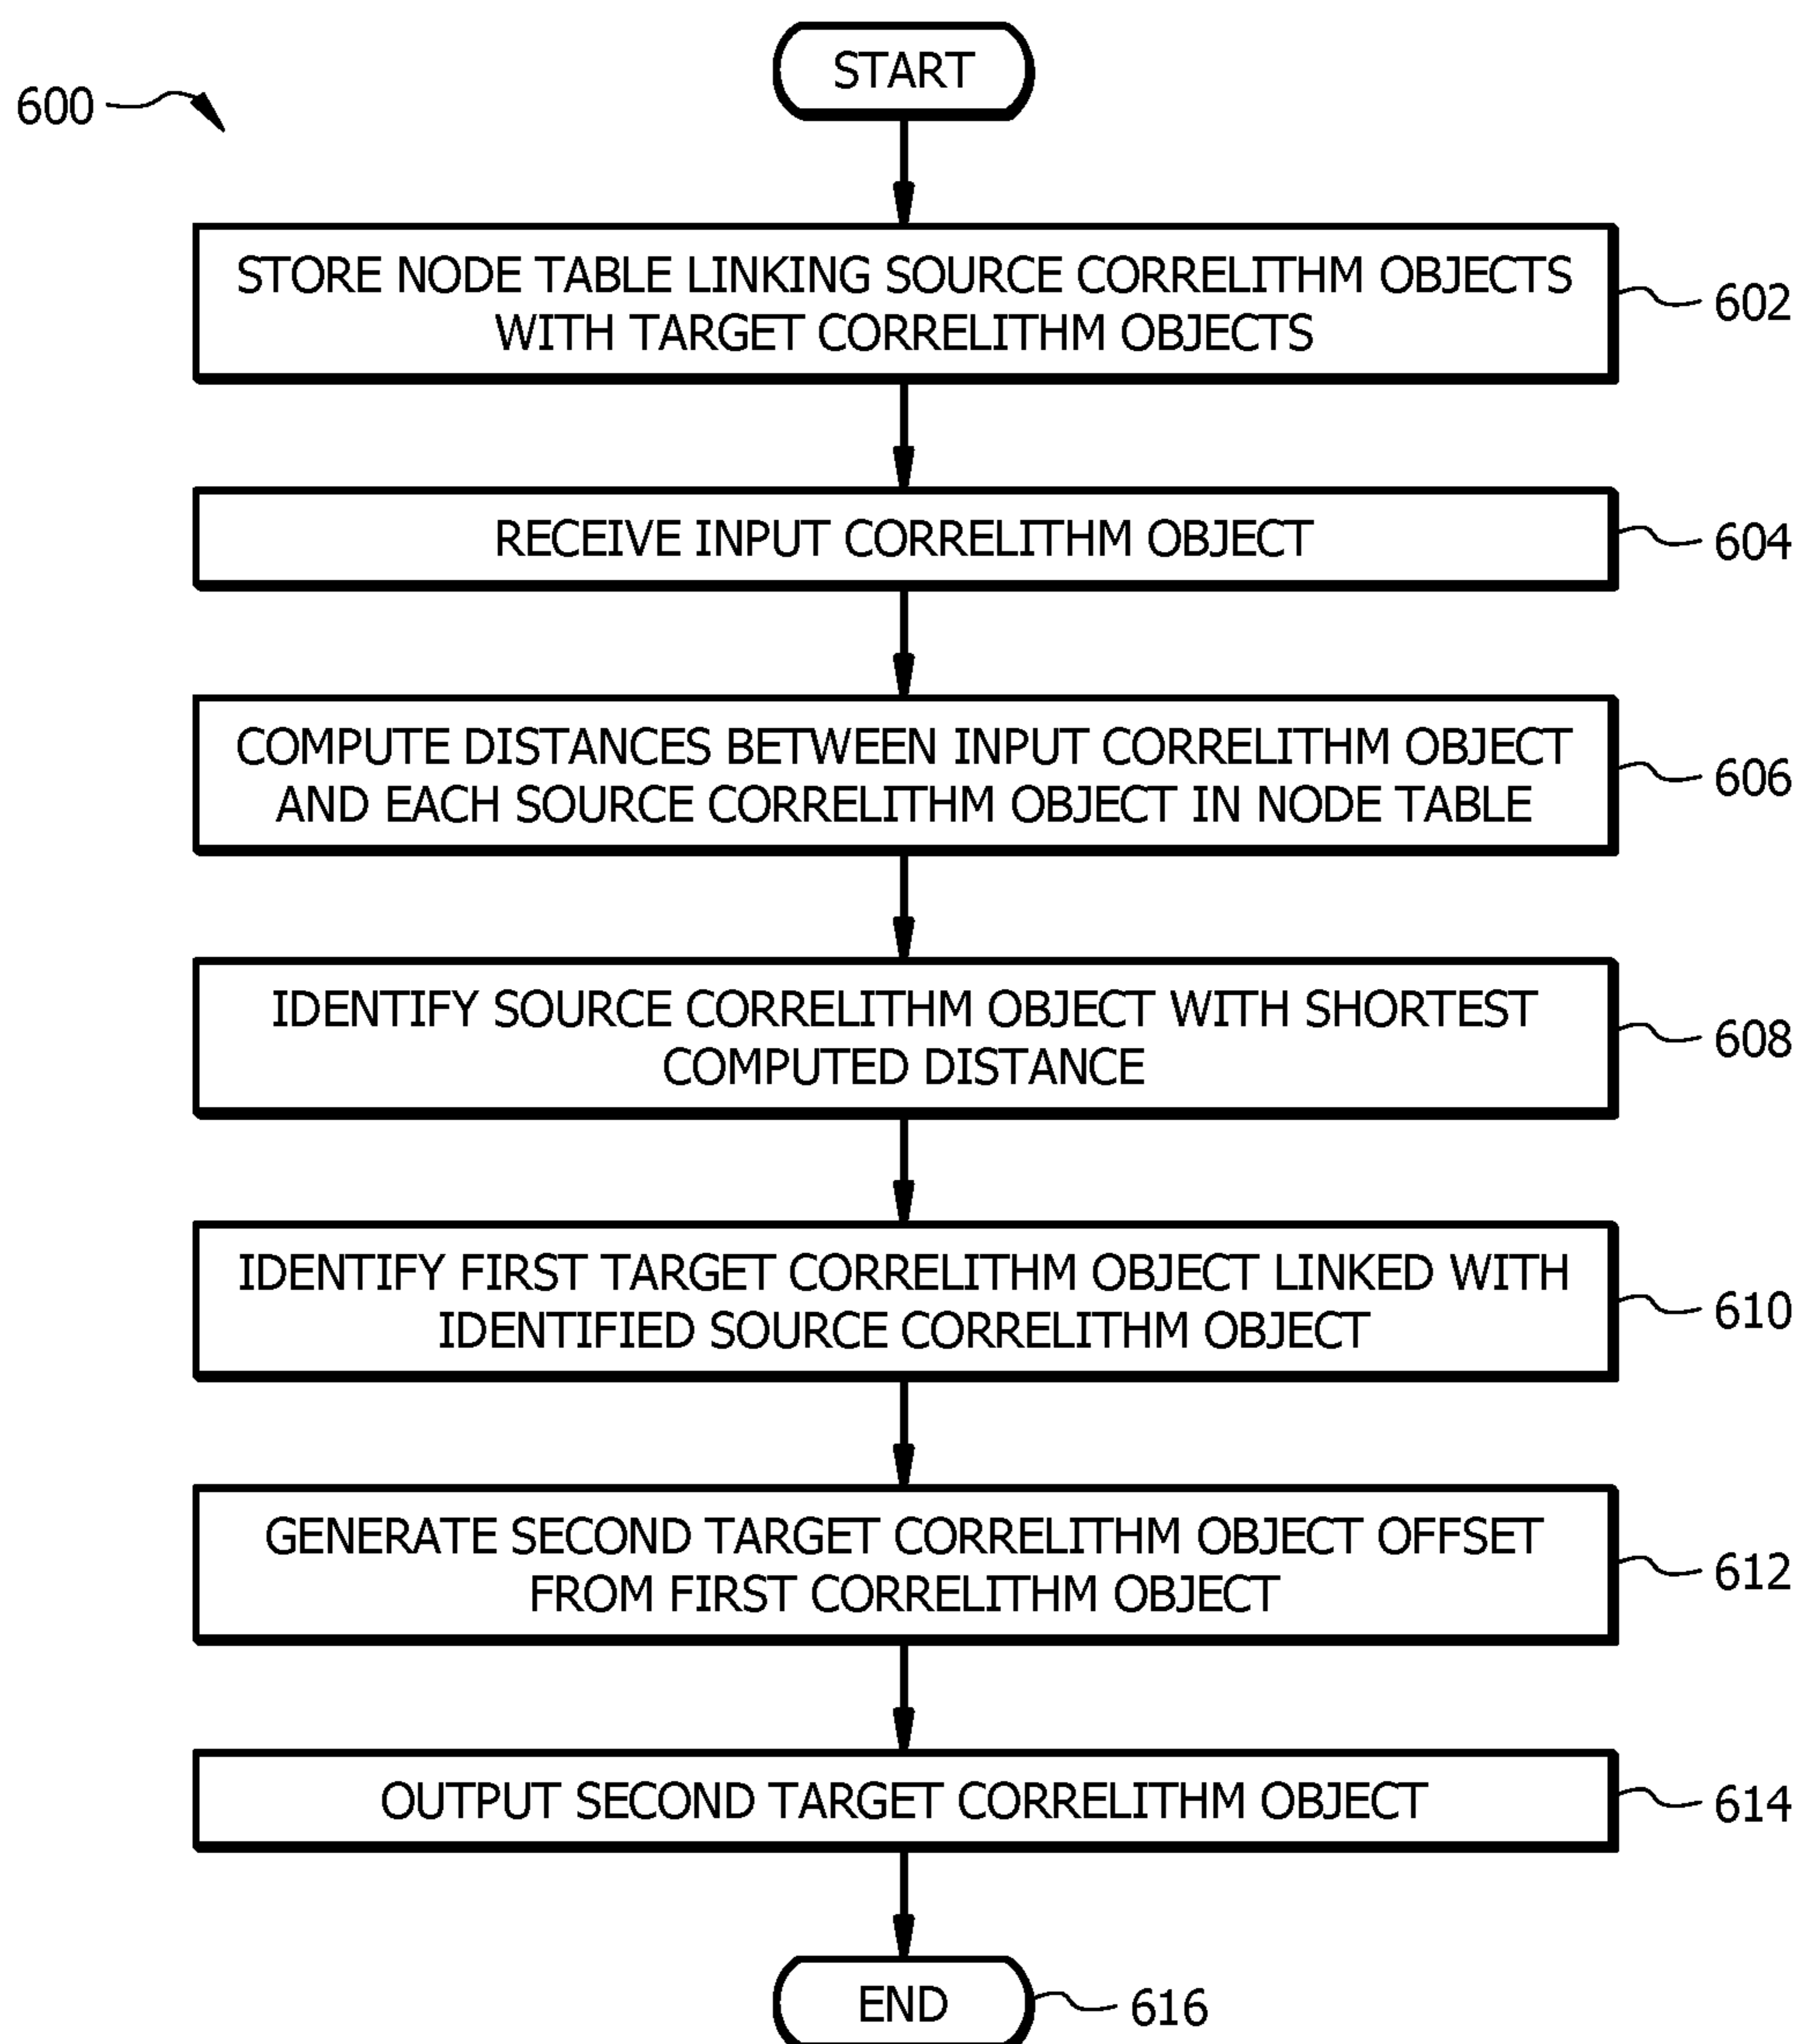 START
600
STORE NODE TABLE LINKING SOURCE CORRELITHM OBJECTS
WITH TARGET CORRELITHM OBJECTS
602
RECEIVE INPUT CORRELITHM OBJECT
604
COMPUTE DISTANCES BETWEEN INPUT CORRELITHM OBJECT
AND EACH SOURCE CORRELITHM OBJECT IN NODE TABLE
606
IDENTIFY SOURCE CORRELITHM OBJECT WITH SHORTEST
COMPUTED DISTANCE
608
IDENTIFY FIRST TARGET CORRELITHM OBJECT LINKED WITH
IDENTIFIED SOURCE CORRELITHM OBJECT
610
GENERATE SECOND TARGET CORRELITHM OBJECT OFFSET
FROM FIRST CORRELITHM OBJECT
612
OUTPUT SECOND TARGET CORRELITHM OBJECT
614
END
616